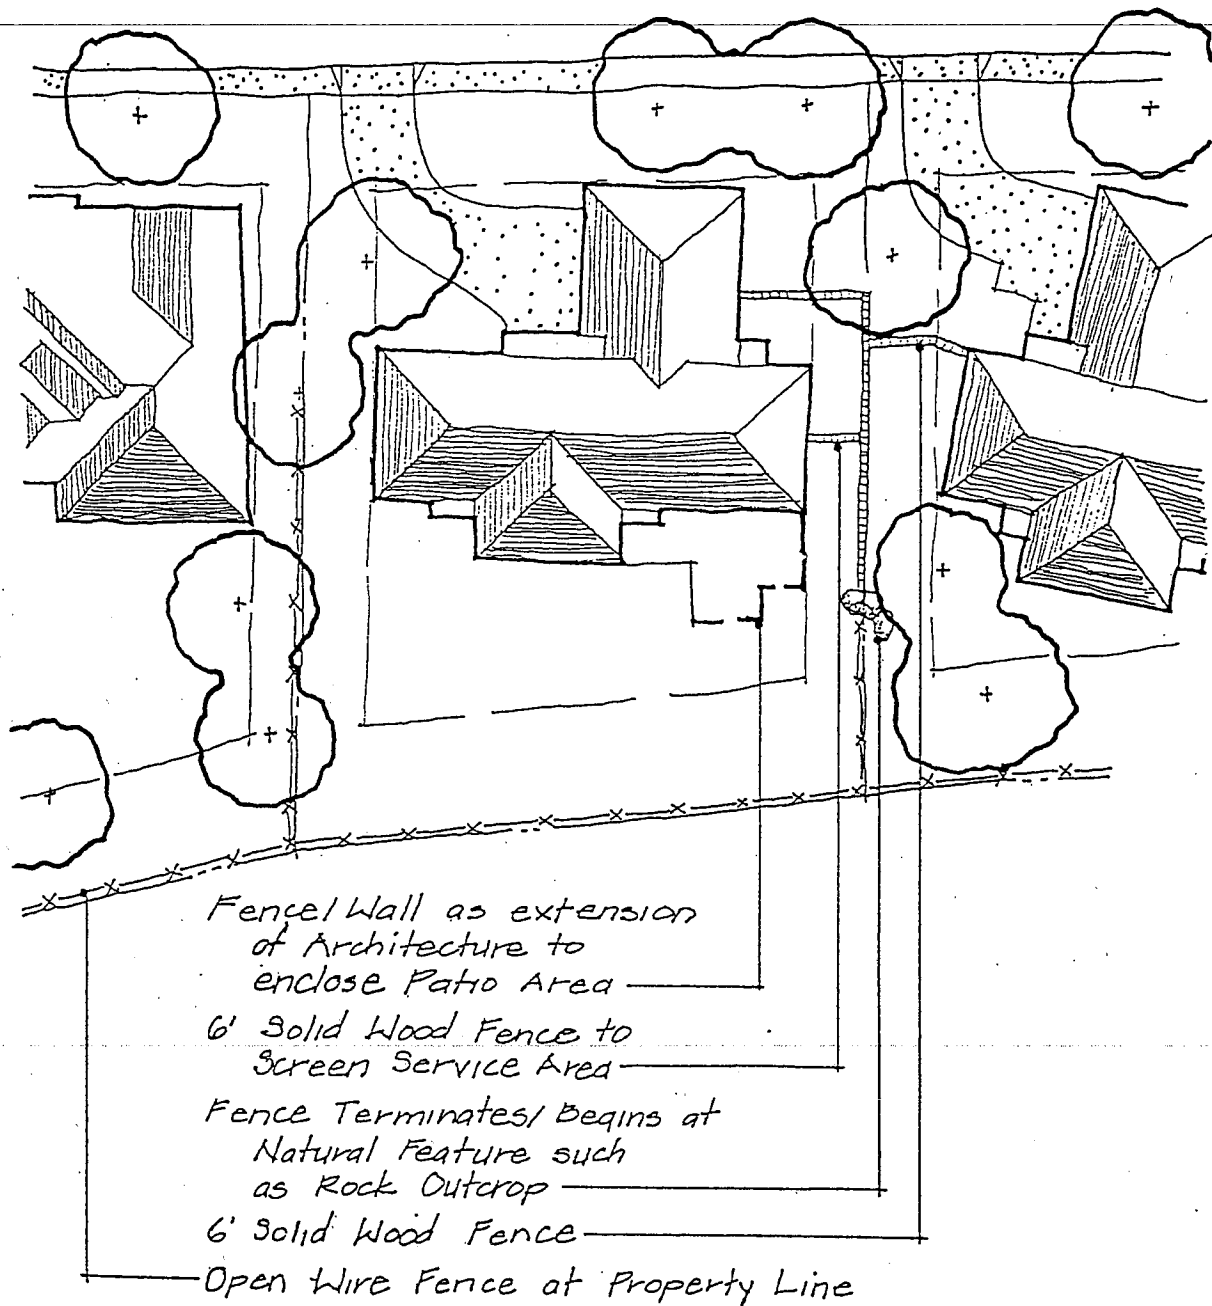 Fence/Wall as extension
of Architecture to
enclose Patio Area
6' Solid Wood Fence to
Screen Service Area
Fence Terminates/Begins at
Natural Feature such
as Rock Outcrop
6' Solid Wood Fence
Open Wire Fence at Property Line